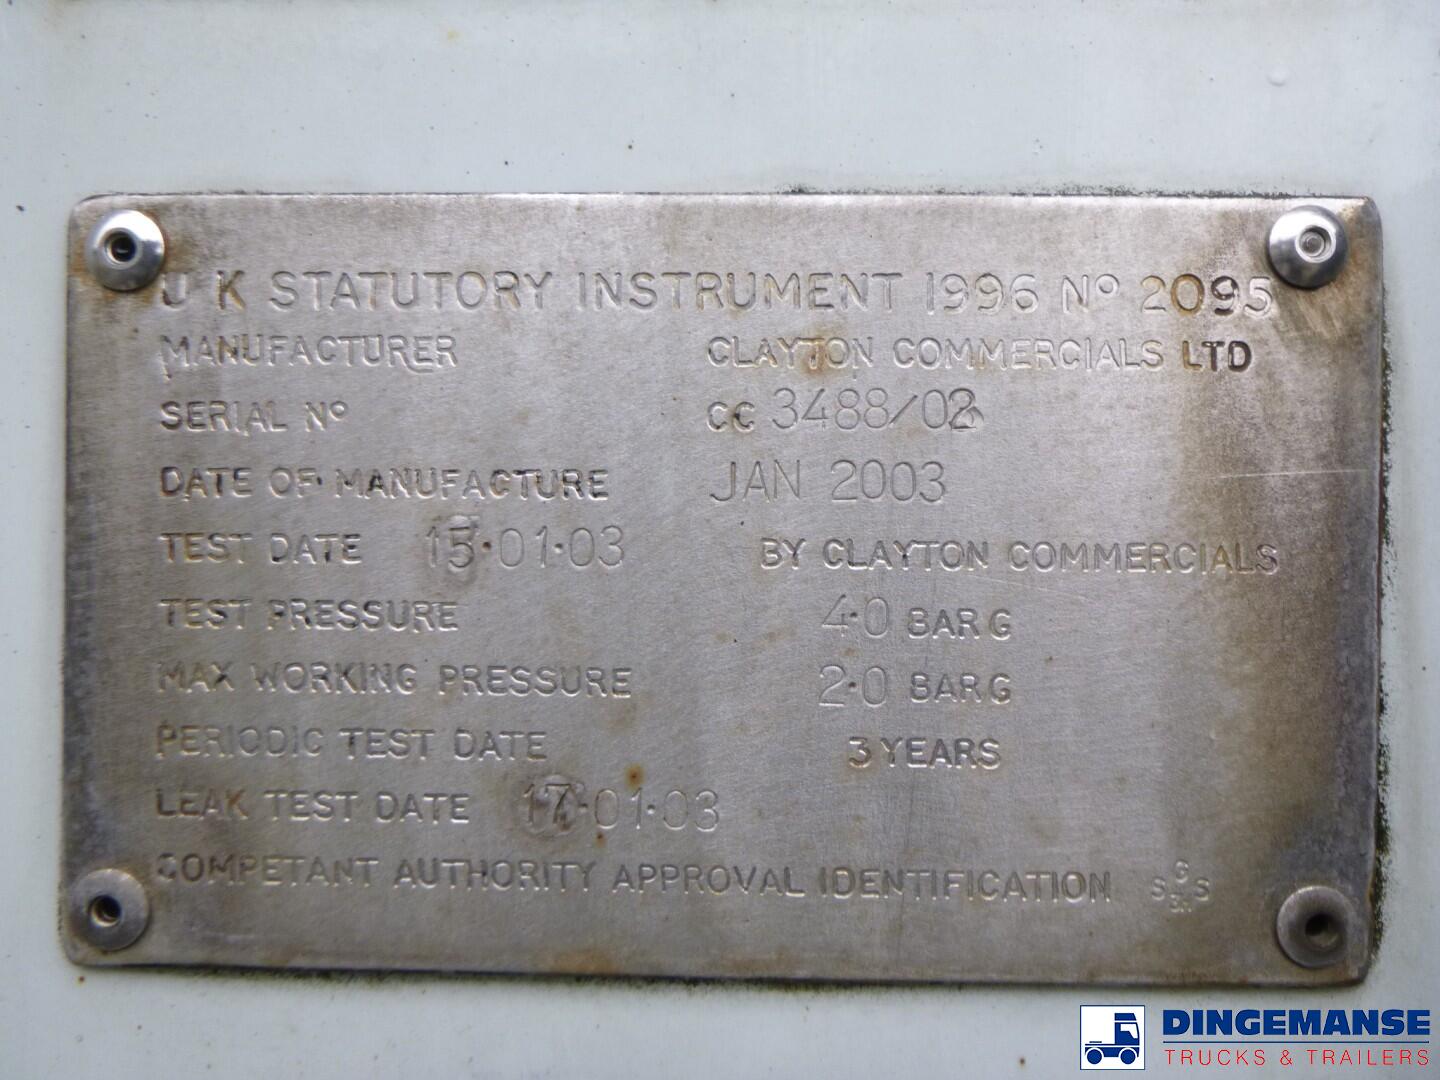 U K STATUTORY INSTRUMENT 1996 Nº 2095
MANUFACTURER CLAYTON COMMERCIALS LTD
SERIAL Nº CC 3488/02
DATE OF MANUFACTURE JAN 2003
TEST DATE 15·01·03 BY CLAYTON COMMERCIALS
TEST PRESSURE 4·0 BAR G
MAX WORKING PRESSURE 2·0 BAR G
PERIODIC TEST DATE 3 YEARS
LEAK TEST DATE 17·01·03
COMPETANT AUTHORITY APPROVAL IDENTIFICATION
DINGEMANSE
TRUCKS & TRAILERS